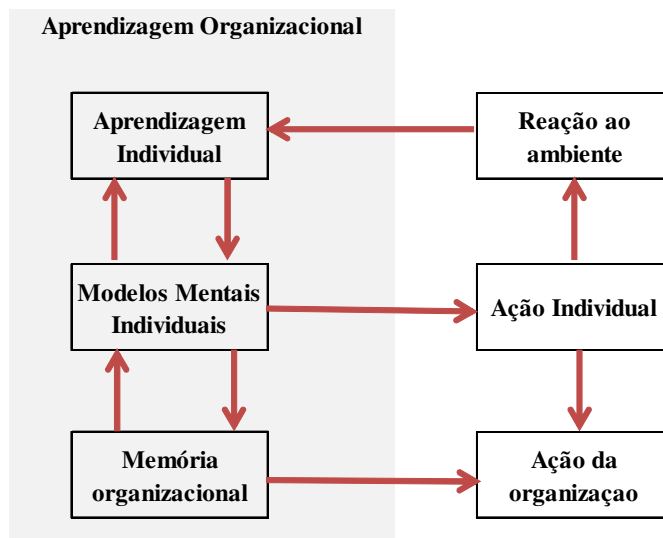 Aprendizagem Organizacional
Aprendizagem
Individual
Reação ao
ambiente
Modelos Mentais
Individuais
Ação Individual
Memória
organizacional
Ação da
organizaçao